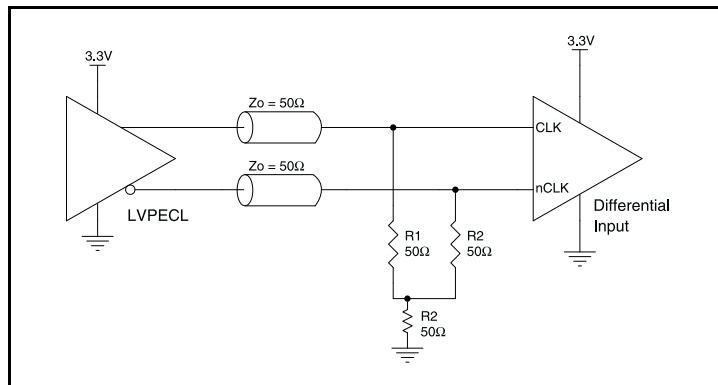 3.3V
3.3V
Zo = 50Ω
CLK
Zo = 50Ω
nCLK
LVPECL
Differential
Input
R1
50Ω
R2
50Ω
R2
50Ω